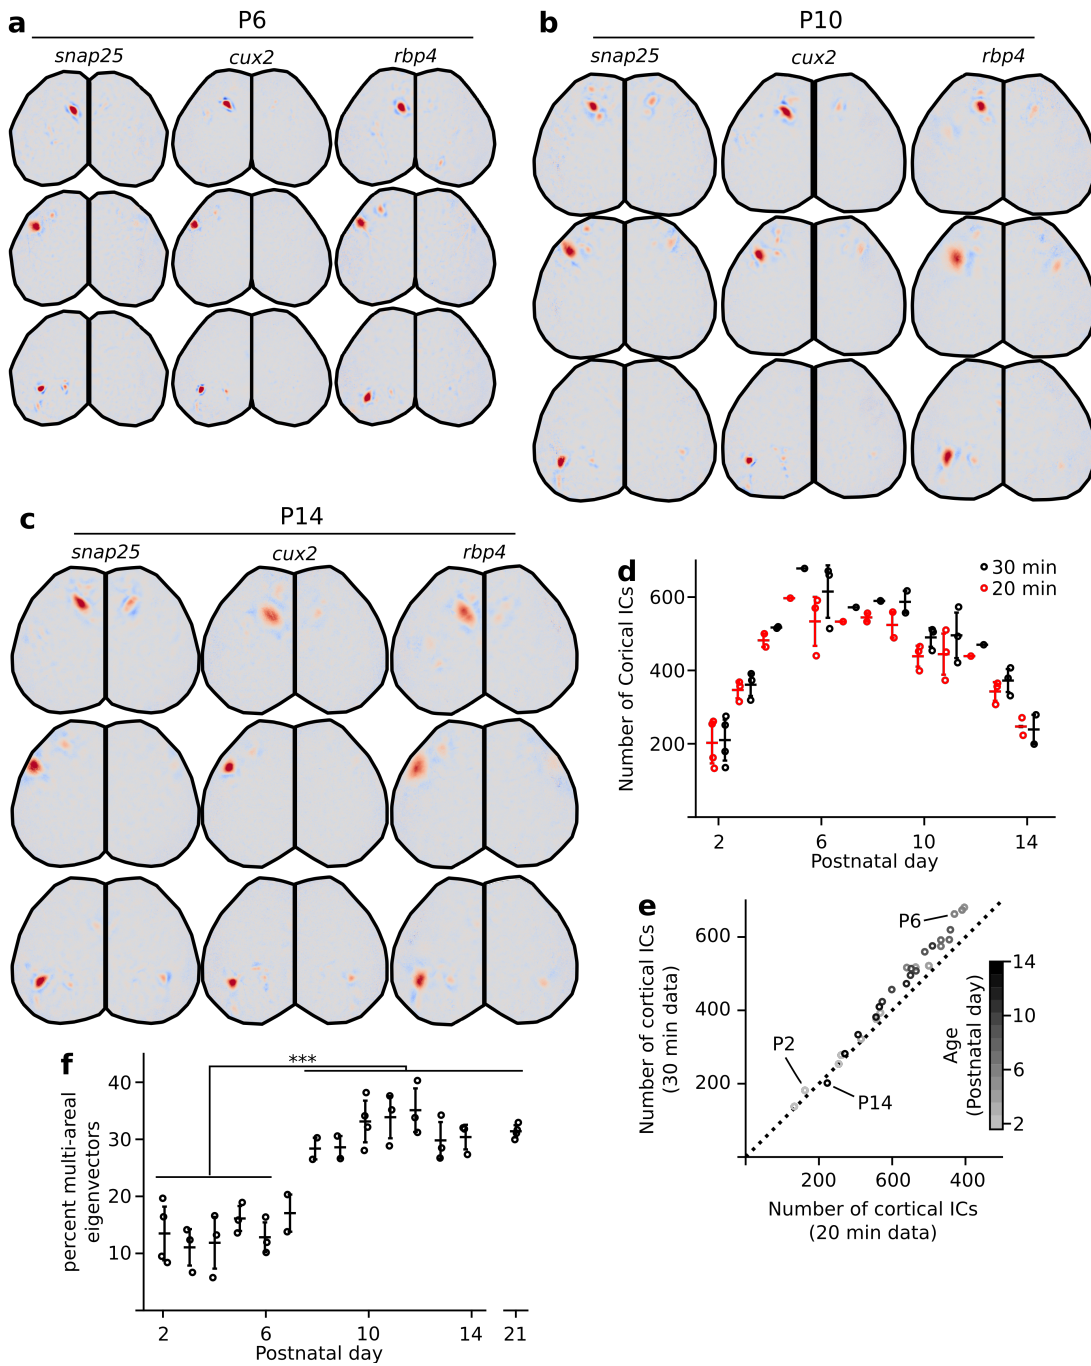 a
P6
snap25 cux2 rbp4
b
P10
snap25 cux2 rbp4
c
P14
snap25 cux2 rbp4
d
Number of Corical ICs
600
400
200
2 6 10 14
Postnatal day
30 min
20 min
e
Number of cortical ICs
(30 min data)
600
400
200
200 600 400
Number of cortical ICs
(20 min data)
P6
P2
P14
Age
(Postnatal day)
14
10
6
2
f
percent multi-areal
eigenvectors
40
30
20
10
***
2 6 10 14 21
Postnatal day